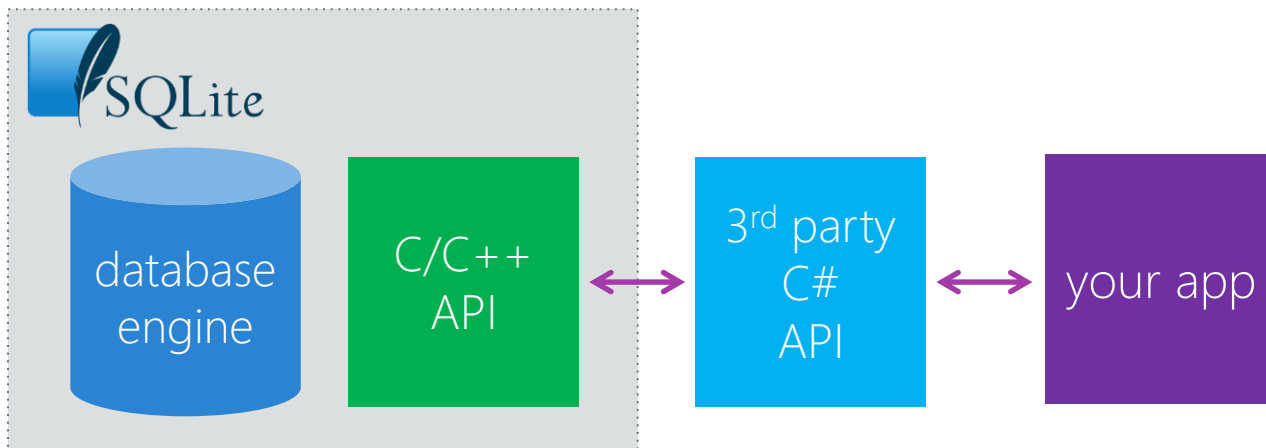 SQLite
database
engine
C/C++
API
3rd party
C#
API
your app